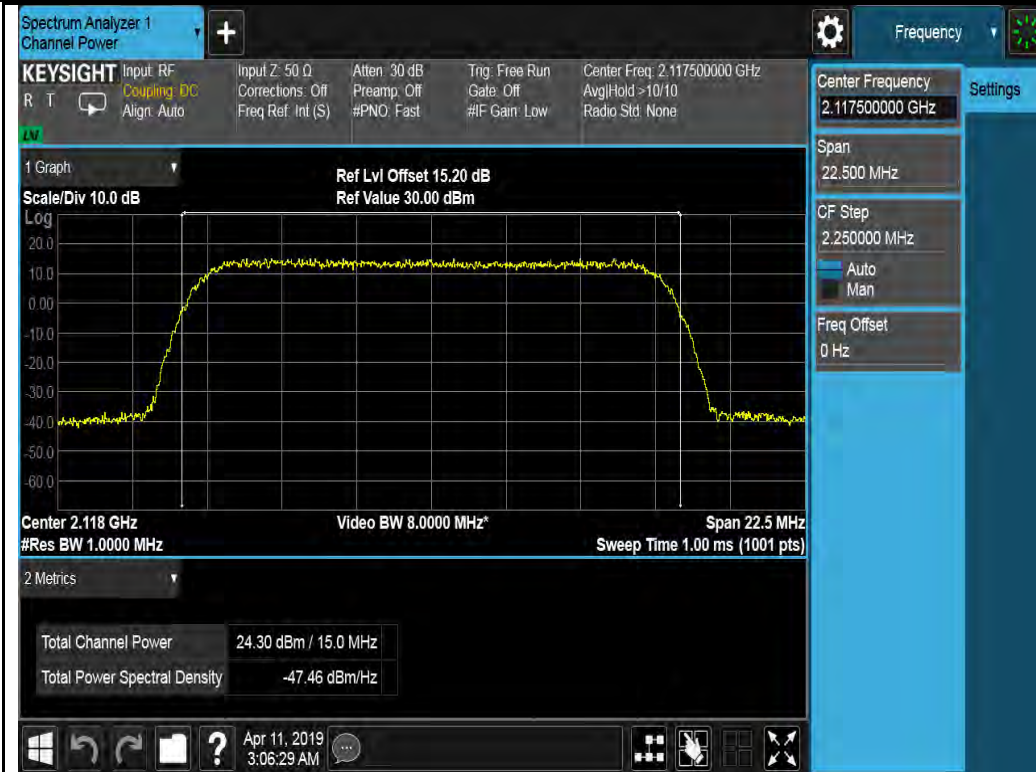 Spectrum Analyzer 1
Channel Power
+
Frequency
KEYSIGHT
R T
LNI
Input: RF
Coupling: DC
Align: Auto
Input Z: 50 Ω
Corrections: Off
Freq Ref: Int (S)
Atten: 30 dB
Preamp: Off
#PNO: Fast
Trig: Free Run
Gate: Off
#IF Gain: Low
Center Freq: 2.117500000 GHz
Avg|Hold >10/10
Radio Std: None
Center Frequency
2.117500000 GHz
Settings
Span
22.500 MHz
CF Step
2.250000 MHz
Auto
Man
Freq Offset
0 Hz
1 Graph
Scale/Div 10.0 dB
Ref Lvl Offset 15.20 dB
Ref Value 30.00 dBm
Log
20.0
10.0
0.00
-10.0
-20.0
-30.0
-40.0
-50.0
-60.0
Center 2.118 GHz
#Res BW 1.0000 MHz
Video BW 8.0000 MHz*
Span 22.5 MHz
Sweep Time 1.00 ms (1001 pts)
2 Metrics
Total Channel Power 24.30 dBm / 15.0 MHz
Total Power Spectral Density -47.46 dBm/Hz
?
Apr 11, 2019
3:06:29 AM